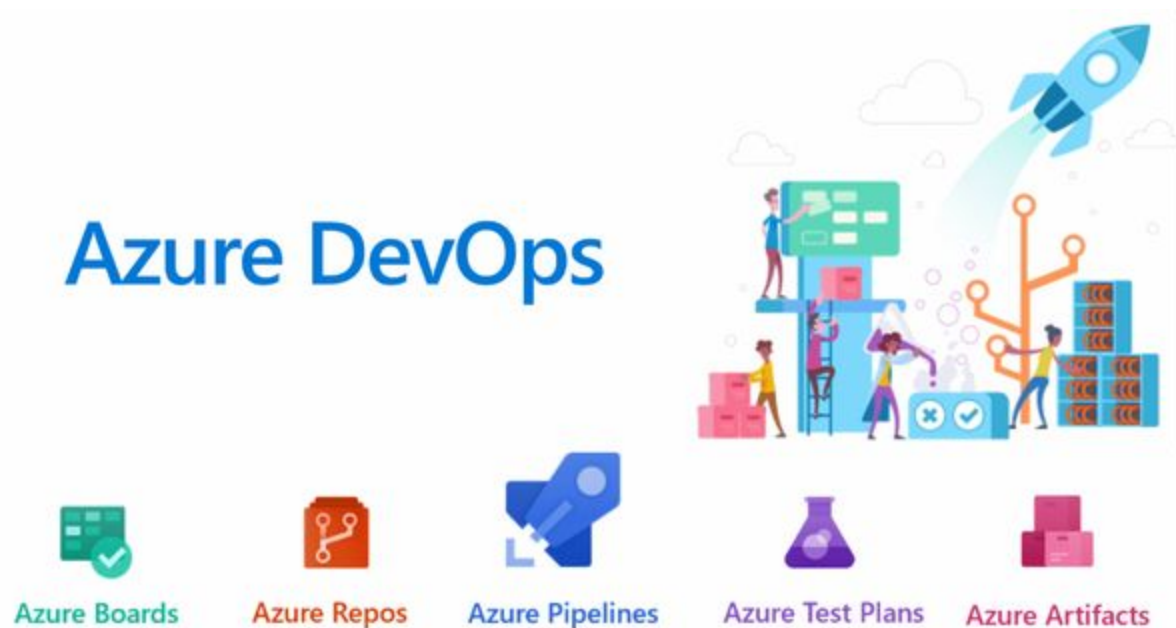 Azure DevOps
Azure Boards
Azure Repos
Azure Pipelines
Azure Test Plans
Azure Artifacts